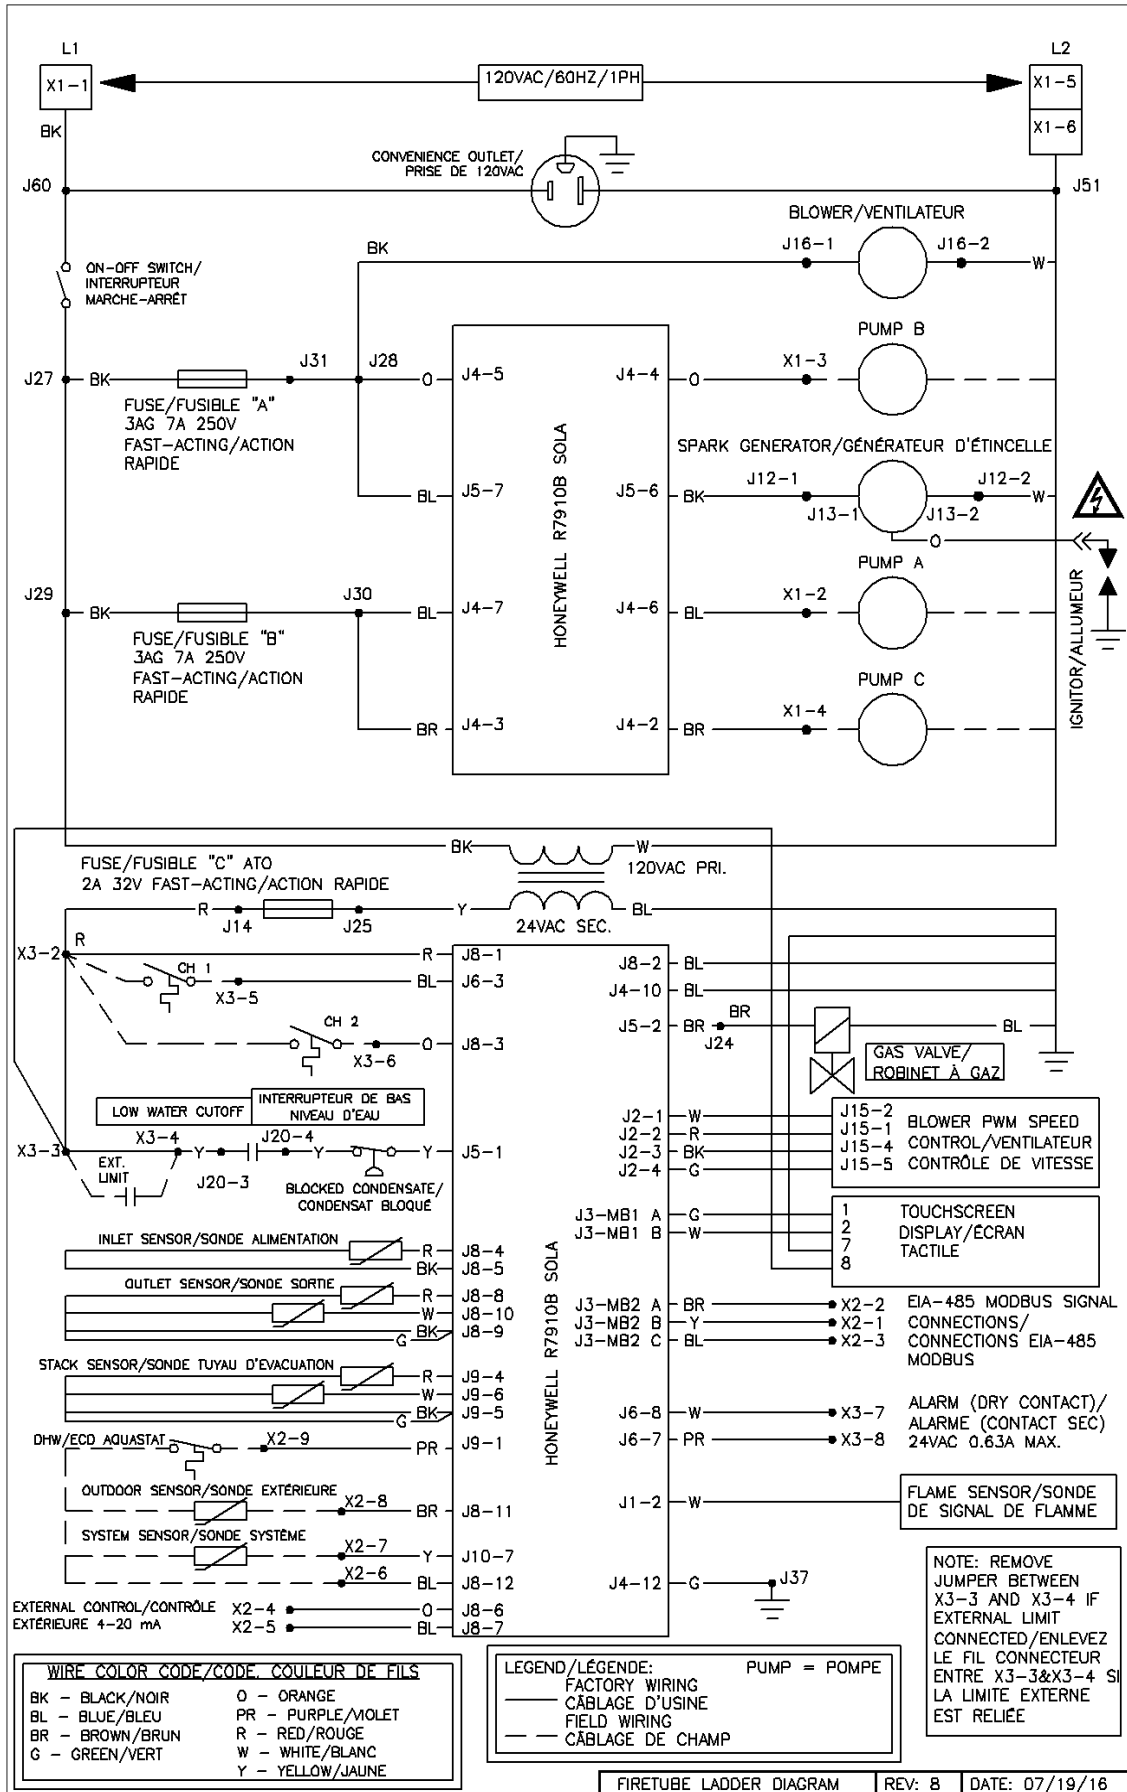 L1
L2
X1-1
120VAC/60HZ/1PH
X1-5
X1-6
BK
CONVENIENCE OUTLET/
PRISE DE 120VAC
J60
J51
BLOWER/VENTILATEUR
BK
J16-1
J16-2
W
ON-OFF SWITCH/
INTERRUPTEUR
MARCHE-ARRÊT
PUMP B
J27
BK
J31
J28
O
J4-5
J4-4
O
X1-3
FUSE/FUSIBLE "A"
3AG 7A 250V
FAST-ACTING/ACTION
RAPIDE
HONEYWELL R7910B SOLA
SPARK GENERATOR/GÉNÉRATEUR D'ÉTINCELLE
BL
J5-7
J5-6
BK
J12-1
J12-2
W
J13-1
J13-2
O
IGNITOR/ALLUMEUR
PUMP A
J29
BK
J30
BL
J4-7
J4-6
BL
X1-2
FUSE/FUSIBLE "B"
3AG 7A 250V
FAST-ACTING/ACTION
RAPIDE
PUMP C
BR
J4-3
J4-2
BR
X1-4
BK
W
120VAC PRI.
FUSE/FUSIBLE "C" ATO
2A 32V FAST-ACTING/ACTION RAPIDE
R
J14
J25
Y
24VAC SEC.
BL
X3-2
R
R
J8-1
J8-2
BL
CH 1
X3-5
BL
J6-3
J4-10
BL
CH 2
X3-6
O
J8-3
J5-2
BR
J24
BR
BL
GAS VALVE/
ROBINET À GAZ
LOW WATER CUTOFF
INTERRUPTEUR DE BAS
NIVEAU D'EAU
X3-3
X3-4
Y
J20-3
J20-4
Y
Y
J5-1
EXT.
LIMIT
BLOCKED CONDENSATE/
CONDENSAT BLOQUÉ
J2-1
W
J15-2
J2-2
R
J15-1
J2-3
BK
J15-4
J2-4
G
J15-5
BLOWER PWM SPEED
CONTROL/VENTILATEUR
CONTRÔLE DE VITESSE
J3-MB1 A
G
1
J3-MB1 B
W
2
7
8
TOUCHSCREEN
DISPLAY/ÉCRAN
TACTILE
INLET SENSOR/SONDE ALIMENTATION
R
J8-4
BK
J8-5
HONEYWELL R7910B SOLA
OUTLET SENSOR/SONDE SORTIE
R
J8-8
W
J8-10
BK
J8-9
G
J3-MB2 A
BR
X2-2
J3-MB2 B
Y
X2-1
J3-MB2 C
BL
X2-3
EIA-485 MODBUS SIGNAL
CONNECTIONS/
CONNECTIONS EIA-485
MODBUS
STACK SENSOR/SONDE TUYAU D'EVACUATION
R
J9-4
W
J9-6
BK
J9-5
G
J6-8
W
X3-7
J6-7
PR
X3-8
ALARM (DRY CONTACT)/
ALARME (CONTACT SEC)
24VAC 0.63A MAX.
DHW/ECD AQUASTAT
X2-9
PR
J9-1
OUTDOOR SENSOR/SONDE EXTÉRIEURE
X2-8
BR
J8-11
J1-2
W
FLAME SENSOR/SONDE
DE SIGNAL DE FLAMME
SYSTEM SENSOR/SONDE SYSTÈME
X2-7
Y
J10-7
X2-6
BL
J8-12
J4-12
G
J37
EXTERNAL CONTROL/CONTRÔLE
EXTÉRIEURE 4-20 mA
X2-4
O
J8-6
X2-5
BL
J8-7
NOTE: REMOVE
JUMPER BETWEEN
X3-3 AND X3-4 IF
EXTERNAL LIMIT
CONNECTED/ENLEVEZ
LE FIL CONNECTEUR
ENTRE X3-3&X3-4 SI
LA LIMITE EXTERNE
EST RELIÉE
WIRE COLOR CODE/CODE. COULEUR DE FILS
BK - BLACK/NOIR
BL - BLUE/BLEU
BR - BROWN/BRUN
G - GREEN/VERT
O - ORANGE
PR - PURPLE/VIOLET
R - RED/ROUGE
W - WHITE/BLANC
Y - YELLOW/JAUNE
LEGEND/LÉGENDE:
PUMP = POMPE
FACTORY WIRING
CÂBLAGE D'USINE
FIELD WIRING
CÂBLAGE DE CHAMP
FIRETUBE LADDER DIAGRAM
REV: 8
DATE: 07/19/16